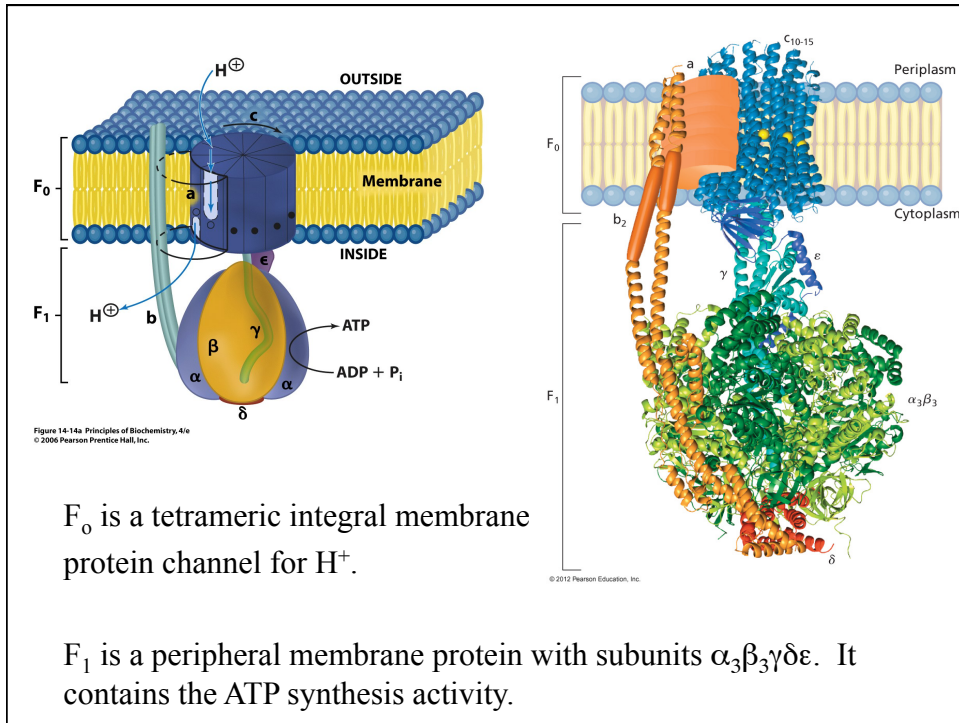 H⊕
OUTSIDE
c
a
Membrane
F₀
INSIDE
ε
H⊕
b
F₁
γ
β
α
α
δ
ATP
ADP + Pᵢ
Figure 14-14a Principles of Biochemistry, 4/e
© 2006 Pearson Prentice Hall, Inc.
c₁₀₋₁₅
a
Periplasm
F₀
Cytoplasm
b₂
γ
ε
F₁
α₃β₃
δ
© 2012 Pearson Education, Inc.
Fₒ is a tetrameric integral membrane
protein channel for H⁺.
F₁ is a peripheral membrane protein with subunits α₃β₃γδε. It
contains the ATP synthesis activity.